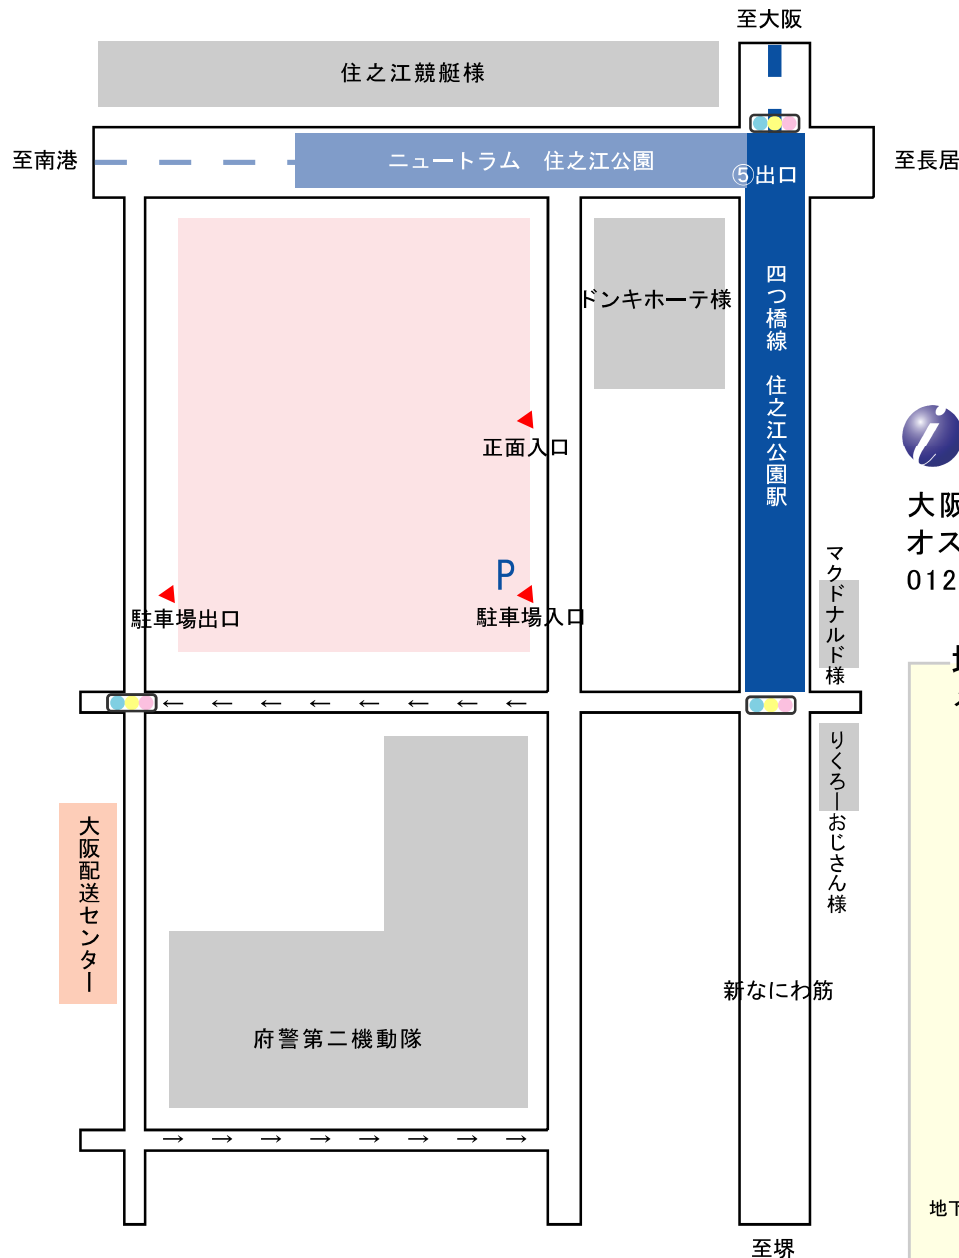 至大阪
住之江競艇様
至南港
ニュートラム　住之江公園
⑤出口
至長居
四つ橋線　住之江公園駅
ドンキホーテ様
正面入口
P
駐車場出口
駐車場入口
マクドナルド様
大阪
オス
012
← ← ← ← ← ← ← ←
りくろーおじさん様
大阪配送センター
新なにわ筋
府警第二機動隊
→ → → → → → → →
地下
至堺